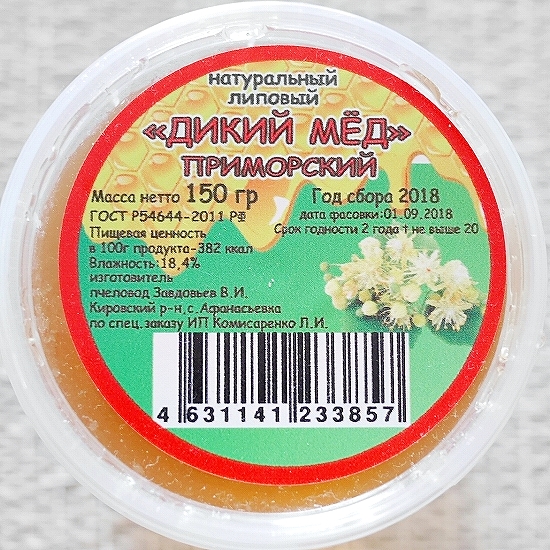 натуральный
липовый
«ДИКИЙ МЁД»
ПРИМОРСКИЙ
Масса нетто 150 гр
ГОСТ Р54644-2011 РФ
Пищевая ценность
в 100г продукта-382 ккал
Влажность:18,4%
изготовитель
пчеловод Завдовьев В.И.
Кировский р-н,с.Афанасьевка
по спец.заказу ИП Комисаренко Л.И.
Год сбора 2018
дата фасовки:01.09.2018
Срок годности 2 года t не выше 20
4 631141 233857